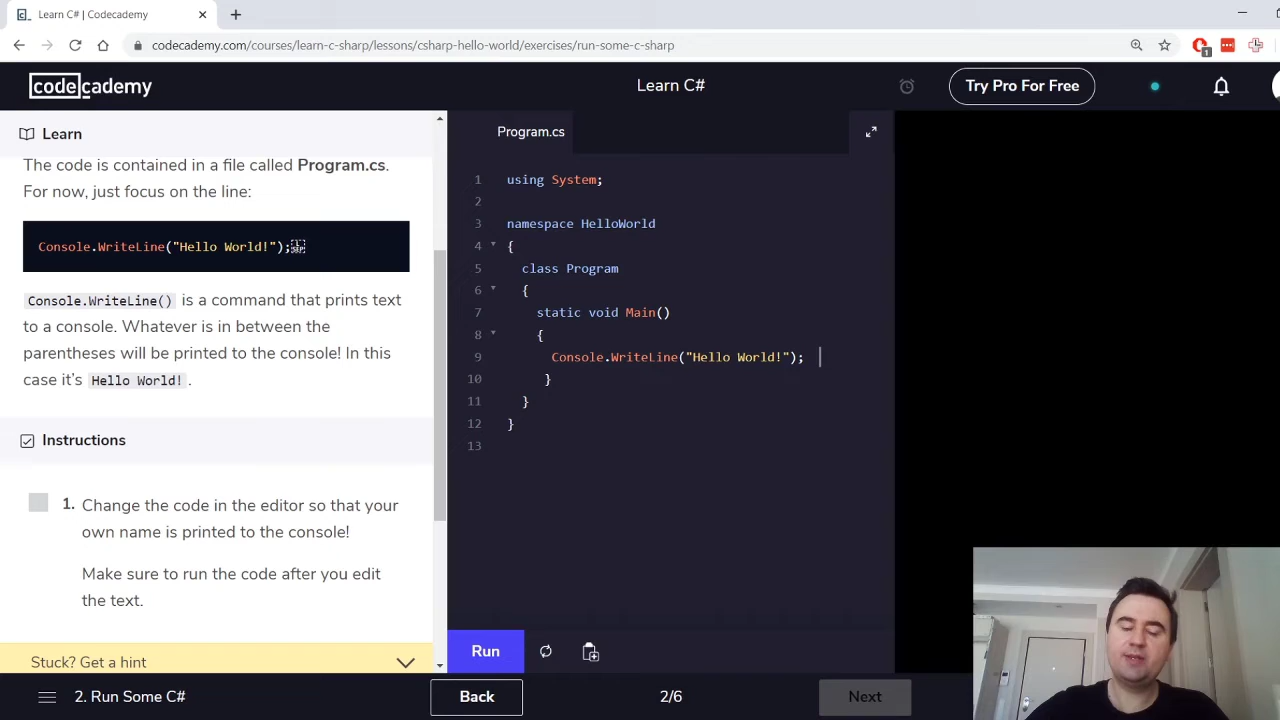 Learn C# | Codecademy
codecademy.com/courses/learn-c-sharp/lessons/csharp-hello-world/exercises/run-some-c-sharp
1
codecademy
Learn C#
Try Pro For Free
Learn
The code is contained in a file called Program.cs.
For now, just focus on the line:
Console.WriteLine("Hello World!");
Console.WriteLine() is a command that prints text
to a console. Whatever is in between the
parentheses will be printed to the console! In this
case it's Hello World! .
Instructions
1. Change the code in the editor so that your
own name is printed to the console!
Make sure to run the code after you edit
the text.
Stuck? Get a hint
Program.cs
1 using System;
2
3 namespace HelloWorld
4 {
5 class Program
6 {
7 static void Main()
8 {
9 Console.WriteLine("Hello World!");
10 }
11 }
12 }
13
Run
2. Run Some C#
Back
2/6
Next